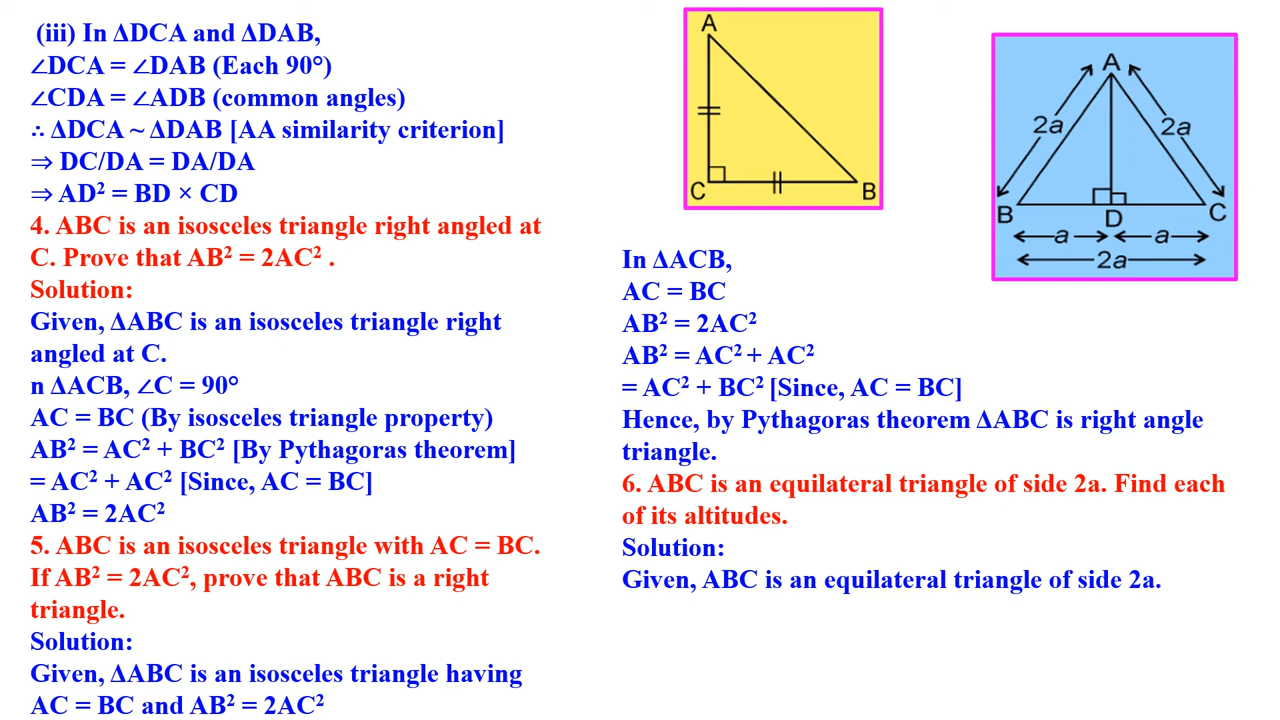 (iii) In ΔDCA and ΔDAB,
∠DCA = ∠DAB (Each 90°)
∠CDA = ∠ADB (common angles)
∴ ΔDCA ~ ΔDAB [AA similarity criterion]
⇒ DC/DA = DA/DA
⇒ AD² = BD × CD
4. ABC is an isosceles triangle right angled at
C. Prove that AB² = 2AC² .
Solution:
Given, ΔABC is an isosceles triangle right
angled at C.
n ΔACB, ∠C = 90°
AC = BC (By isosceles triangle property)
AB² = AC² + BC² [By Pythagoras theorem]
= AC² + AC² [Since, AC = BC]
AB² = 2AC²
5. ABC is an isosceles triangle with AC = BC.
If AB² = 2AC², prove that ABC is a right
triangle.
Solution:
Given, ΔABC is an isosceles triangle having
AC = BC and AB² = 2AC²
A
C
B
A
2a
2a
B
D
C
a
a
2a
In ΔACB,
AC = BC
AB² = 2AC²
AB² = AC² + AC²
= AC² + BC² [Since, AC = BC]
Hence, by Pythagoras theorem ΔABC is right angle
triangle.
6. ABC is an equilateral triangle of side 2a. Find each
of its altitudes.
Solution:
Given, ABC is an equilateral triangle of side 2a.